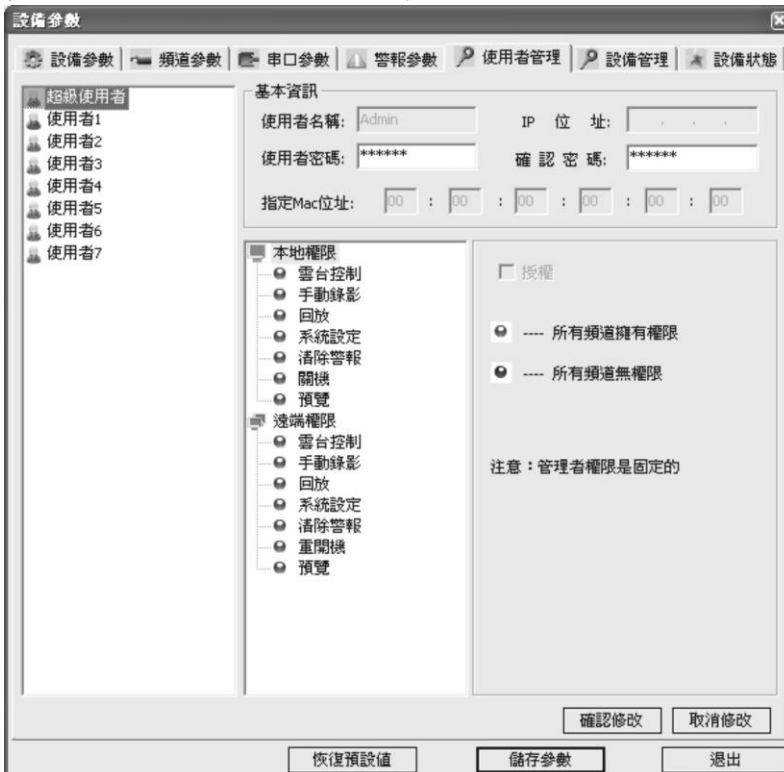 設備參數
設備參數 頻道參數 串口參數 警報參數 使用者管理 設備管理 設備狀態
超級使用者
使用者1
使用者2
使用者3
使用者4
使用者5
使用者6
使用者7
基本資訊
使用者名稱: Admin IP 位 址: . . .
使用者密碼: ****** 確 認 密 碼: ******
指定Mac位址: 00 : 00 : 00 : 00 : 00 : 00
本地權限
雲台控制
手動錄影
回放
系統設定
清除警報
關機
預覽
遠端權限
雲台控制
手動錄影
回放
系統設定
清除警報
重開機
預覽
授權
---- 所有頻道擁有權限
---- 所有頻道無權限
注意：管理者權限是固定的
確認修改 取消修改
恢復預設值 儲存參數 退出